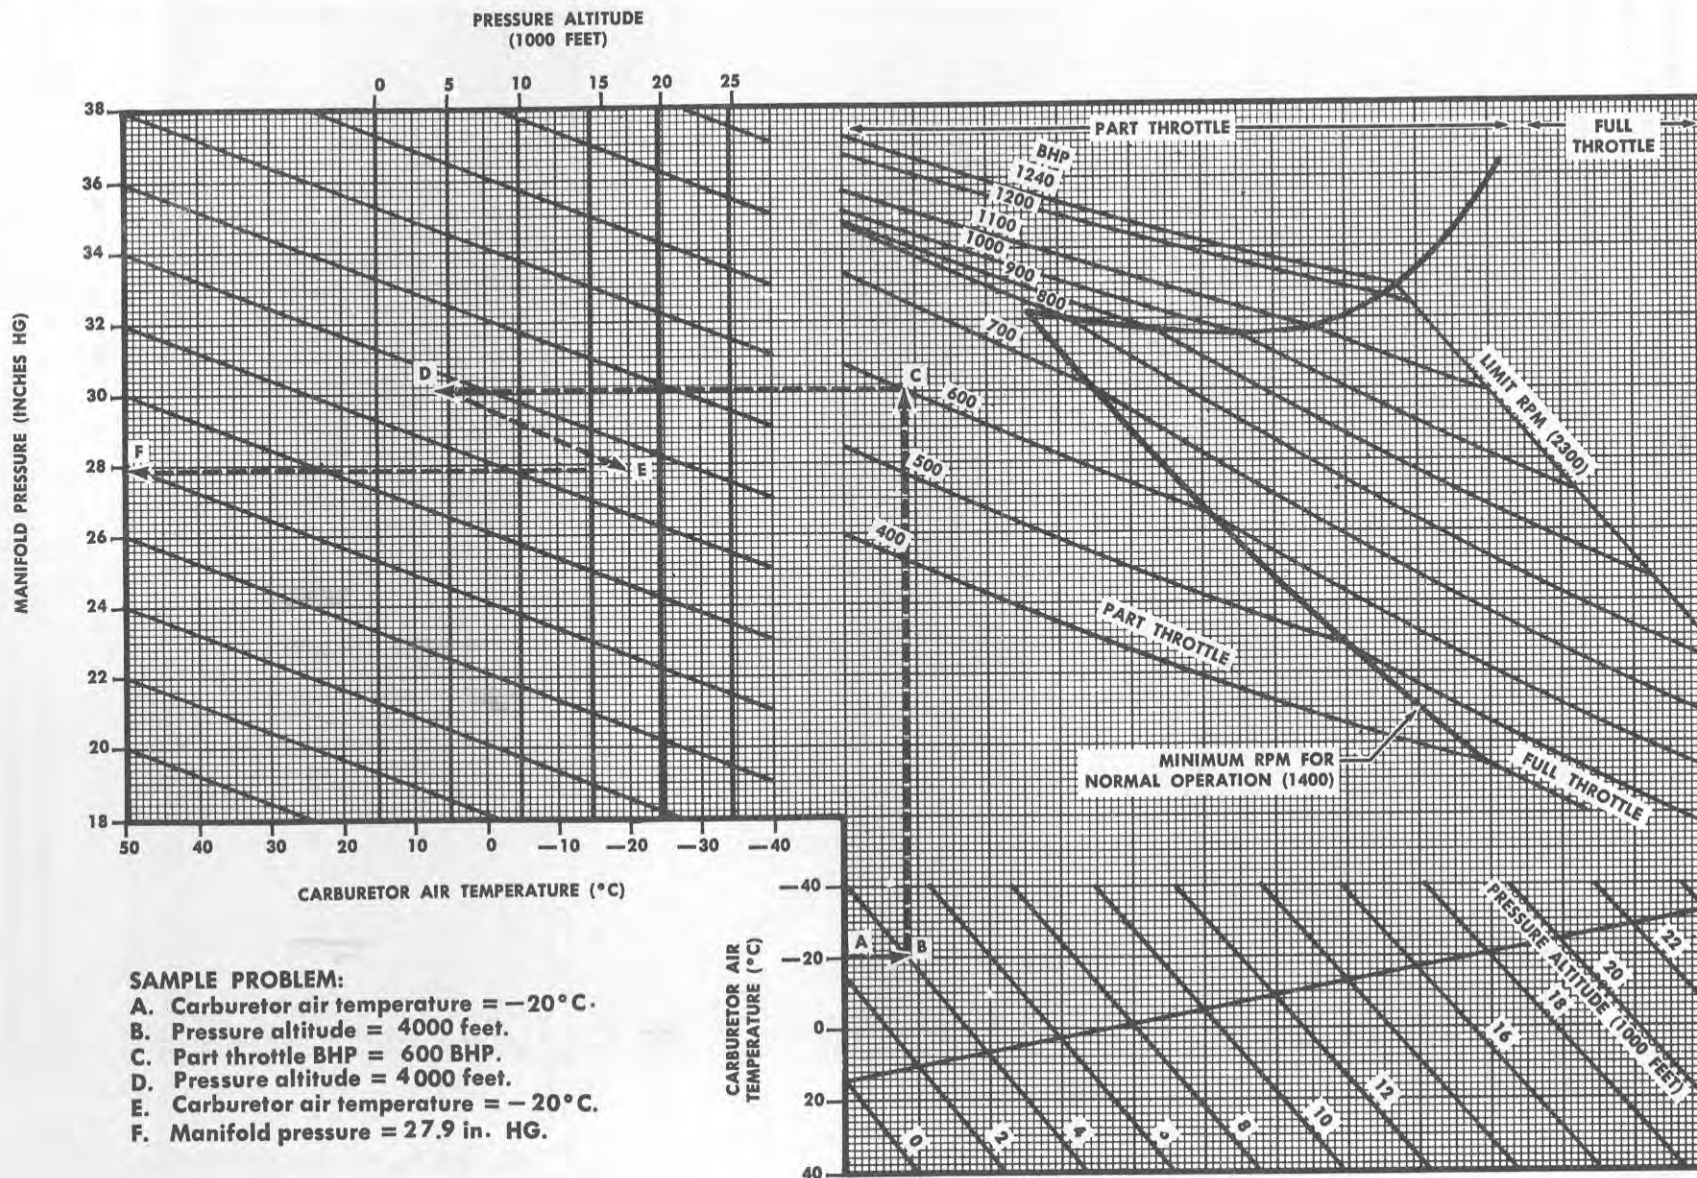 PRESSURE ALTITUDE
(1000 FEET)
0 5 10 15 20 25
38
36
34
32
30
28
26
24
22
20
18
MANIFOLD PRESSURE (INCHES HG)
50 40 30 20 10 0 —10 —20 —30 —40
CARBURETOR AIR TEMPERATURE (°C)
D
E
F
PART THROTTLE
FULL
THROTTLE
BHP
1240
1200
1100
1000
900
800
700
600
500
400
C
LIMIT RPM (2300)
PART THROTTLE
MINIMUM RPM FOR
NORMAL OPERATION (1400)
FULL THROTTLE
—40
—20
0
20
40
CARBURETOR AIR
TEMPERATURE (°C)
A
B
0 2 4 8 10 12 16 18 20 22
PRESSURE ALTITUDE (1000 FEET)
SAMPLE PROBLEM:
A. Carburetor air temperature = —20°C.
B. Pressure altitude = 4000 feet.
C. Part throttle BHP = 600 BHP.
D. Pressure altitude = 4000 feet.
E. Carburetor air temperature = —20°C.
F. Manifold pressure = 27.9 in. HG.